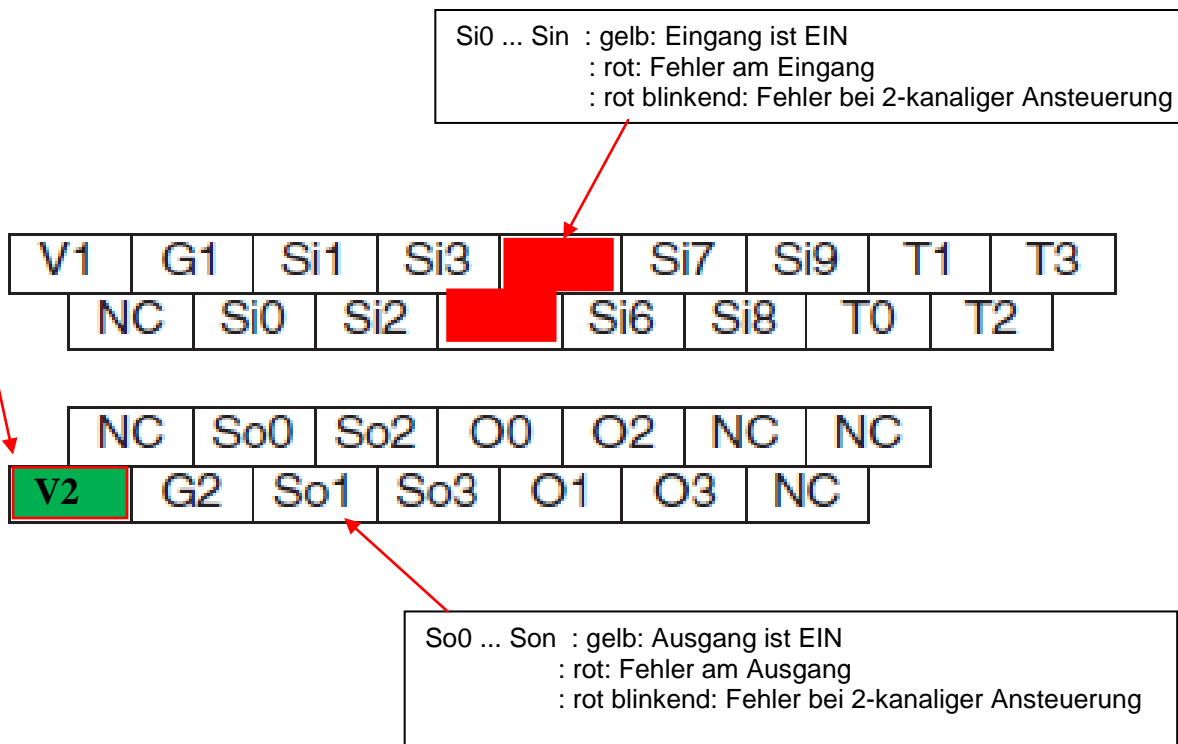 Si0 ... Sin : gelb: Eingang ist EIN
: rot: Fehler am Eingang
: rot blinkend: Fehler bei 2-kanaliger Ansteuerung
V1 G1 Si1 Si3 Si7 Si9 T1 T3
NC Si0 Si2 Si6 Si8 T0 T2
NC So0 So2 O0 O2 NC NC
V2 G2 So1 So3 O1 O3 NC
So0 ... Son : gelb: Ausgang ist EIN
: rot: Fehler am Ausgang
: rot blinkend: Fehler bei 2-kanaliger Ansteuerung